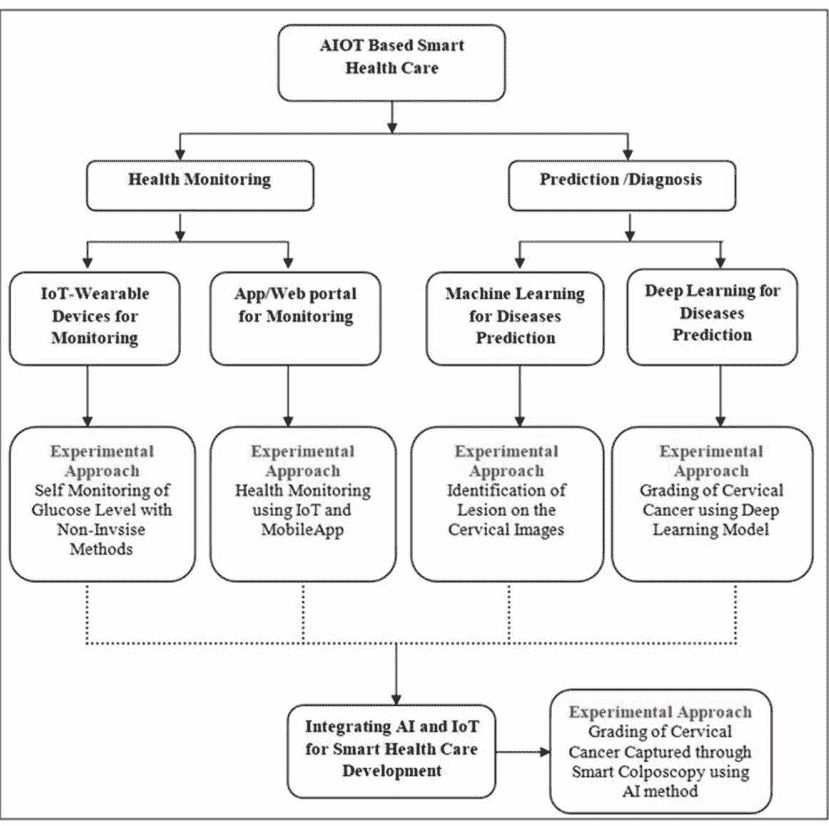 AIOT Based Smart
Health Care
Health Monitoring
Prediction /Diagnosis
IoT-Wearable
Devices for
Monitoring
App/Web portal
for Monitoring
Machine Learning
for Diseases
Prediction
Deep Learning for
Diseases
Prediction
Experimental
Approach
Self Monitoring of
Glucose Level with
Non-Invsise
Methods
Experimental
Approach
Health Monitoring
using IoT and
MobileApp
Experimental
Approach
Identification of
Lesion on the
Cervical Images
Experimental
Approach
Grading of Cervical
Cancer using Deep
Learning Model
Integrating AI and IoT
for Smart Health Care
Development
Experimental Approach
Grading of Cervical
Cancer Captured through
Smart Colposcopy using
AI method